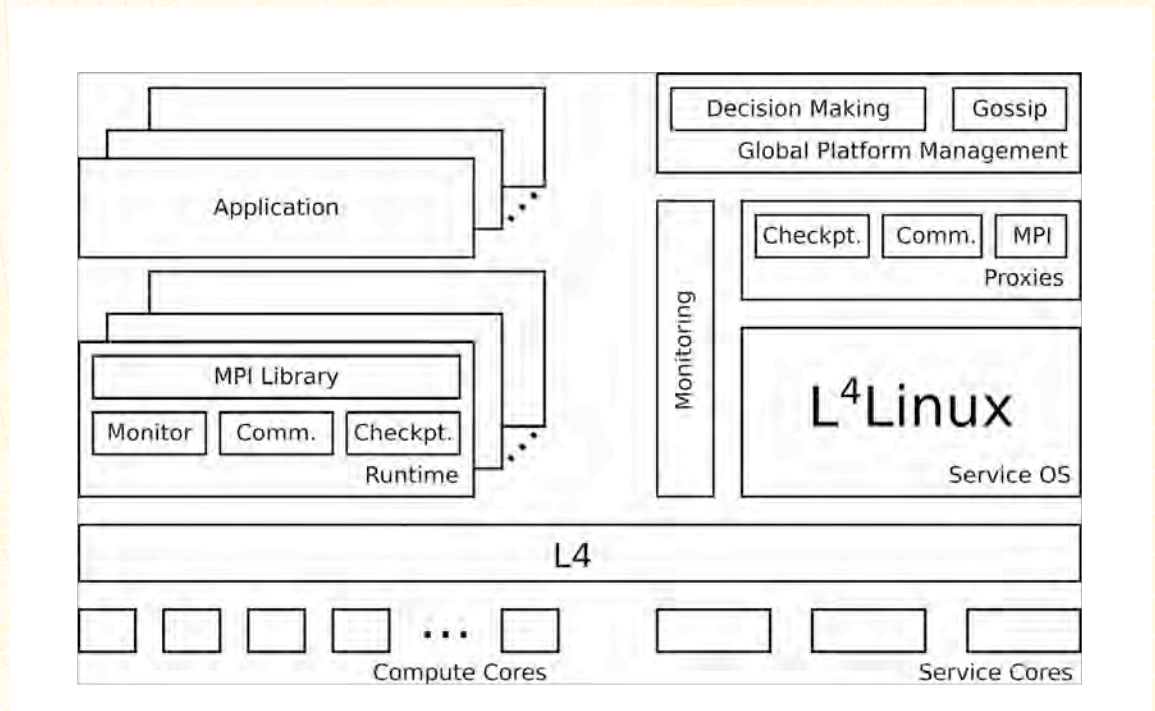 Decision Making
Gossip
Global Platform Management
Application
Checkpt.
Comm.
MPI
Proxies
Monitoring
MPI Library
Monitor
Comm.
Checkpt.
Runtime
L⁴Linux
Service OS
L4
...
Compute Cores
Service Cores